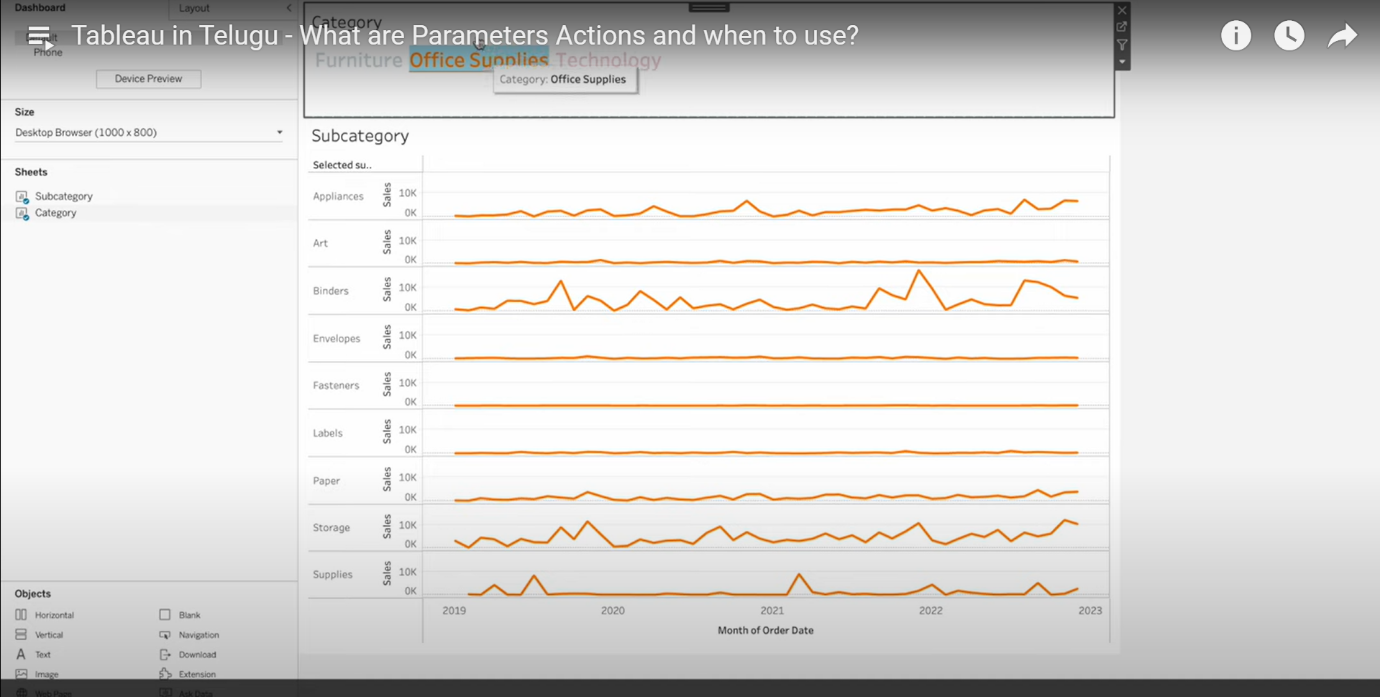 Dashboard
Layout
Tableau in Telugu - What are Parameters Actions and when to use?
Phone
Device Preview
Size
Desktop Browser (1000 x 800)
Sheets
Subcategory
Category
Objects
Horizontal
Blank
Vertical
Navigation
Text
Download
Image
Extension
Web Page
Ask Data
Category
Furniture Office Supplies Technology
Category: Office Supplies
Subcategory
Selected su..
Appliances Sales 10K 0K
Art Sales 10K 0K
Binders Sales 10K 0K
Envelopes Sales 10K 0K
Fasteners Sales 10K 0K
Labels Sales 10K 0K
Paper Sales 10K 0K
Storage Sales 10K 0K
Supplies Sales 10K 0K
2019 2020 2021 2022 2023
Month of Order Date